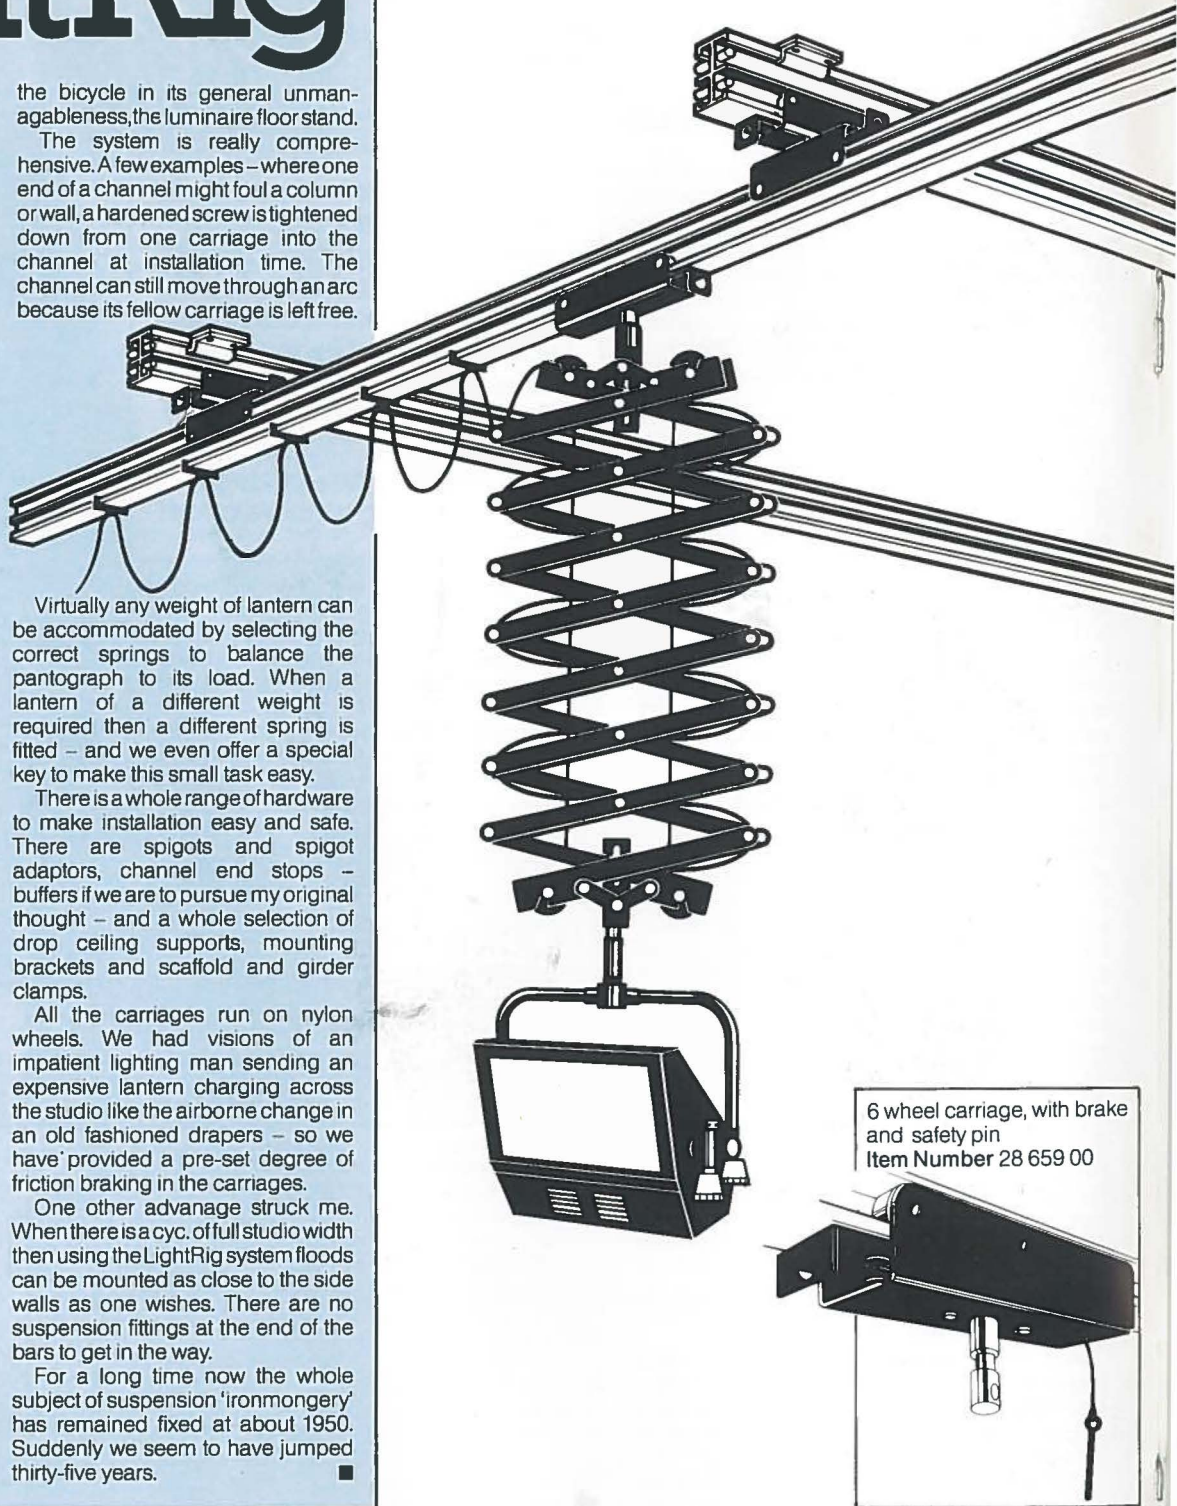 tRig
the bicycle in its general unman-
agableness, the luminaire floor stand.
The system is really compre-
hensive. A few examples – where one
end of a channel might foul a column
or wall, a hardened screw is tightened
down from one carriage into the
channel at installation time. The
channel can still move through an arc
because its fellow carriage is left free.
Virtually any weight of lantern can
be accommodated by selecting the
correct springs to balance the
pantograph to its load. When a
lantern of a different weight is
required then a different spring is
fitted – and we even offer a special
key to make this small task easy.
There is a whole range of hardware
to make installation easy and safe.
There are spigots and spigot
adaptors, channel end stops –
buffers if we are to pursue my original
thought – and a whole selection of
drop ceiling supports, mounting
brackets and scaffold and girder
clamps.
All the carriages run on nylon
wheels. We had visions of an
impatient lighting man sending an
expensive lantern charging across
the studio like the airborne change in
an old fashioned drapers – so we
have provided a pre-set degree of
friction braking in the carriages.
One other advanage struck me.
When there is a cyc. of full studio width
then using the LightRig system floods
can be mounted as close to the side
walls as one wishes. There are no
suspension fittings at the end of the
bars to get in the way.
For a long time now the whole
subject of suspension 'ironmongery'
has remained fixed at about 1950.
Suddenly we seem to have jumped
thirty-five years. ■
6 wheel carriage, with brake
and safety pin
Item Number 28 659 00